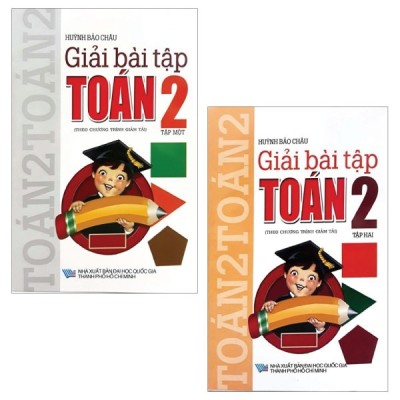 TOÁN2TOÁN2
HUỲNH BẢO CHÂU
Giải bài tập
TOÁN 2
(THEO CHƯƠNG TRÌNH GIẢM TẢI)
TẬP MỘT
NHÀ XUẤT BẢN ĐẠI HỌC QUỐC GIA
THÀNH PHỐ HỒ CHÍ MINH
TOÁN2TOÁN2
HUỲNH BẢO CHÂU
Giải bài tập
TOÁN 2
(THEO CHƯƠNG TRÌNH GIẢM TẢI)
TẬP HAI
NHÀ XUẤT BẢN ĐẠI HỌC QUỐC GIA
THÀNH PHỐ HỒ CHÍ MINH